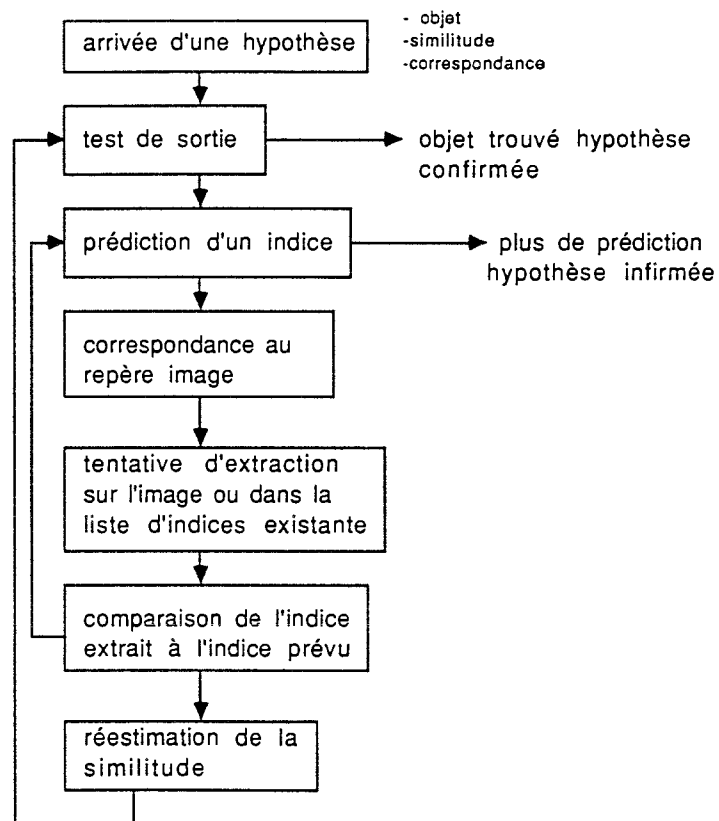 arrivée d'une hypothèse
- objet
-similitude
-correspondance
test de sortie
objet trouvé hypothèse
confirmée
prédiction d'un indice
plus de prédiction
hypothèse infirmée
correspondance au
repère image
tentative d'extraction
sur l'image ou dans la
liste d'indices existante
comparaison de l'indice
extrait à l'indice prévu
réestimation de la
similitude